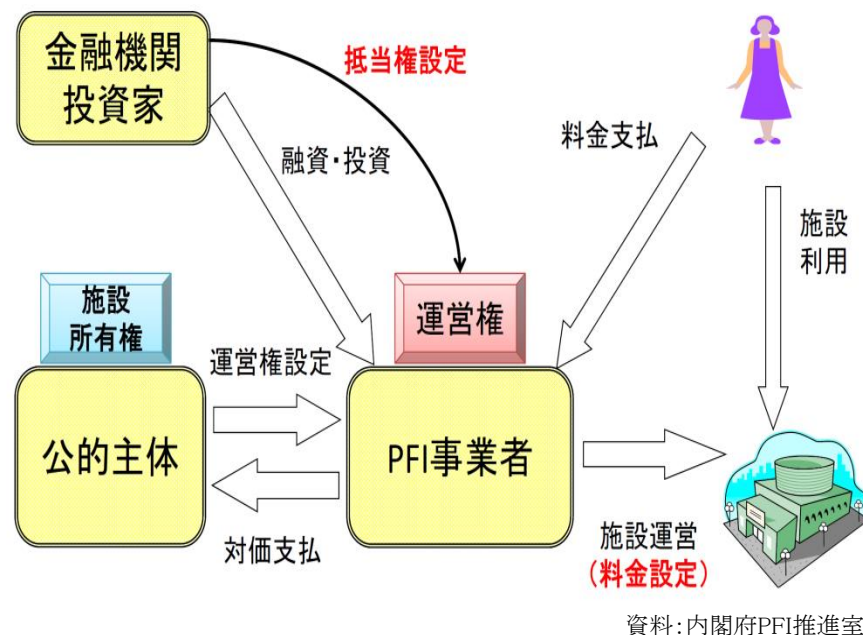 金融機関
投資家
抵当権設定
融資・投資
料金支払
施設
利用
施設
所有権
運営権
運営権設定
公的主体
PFI事業者
対価支払
施設運営
（料金設定）
資料：内閣府PFI推進室